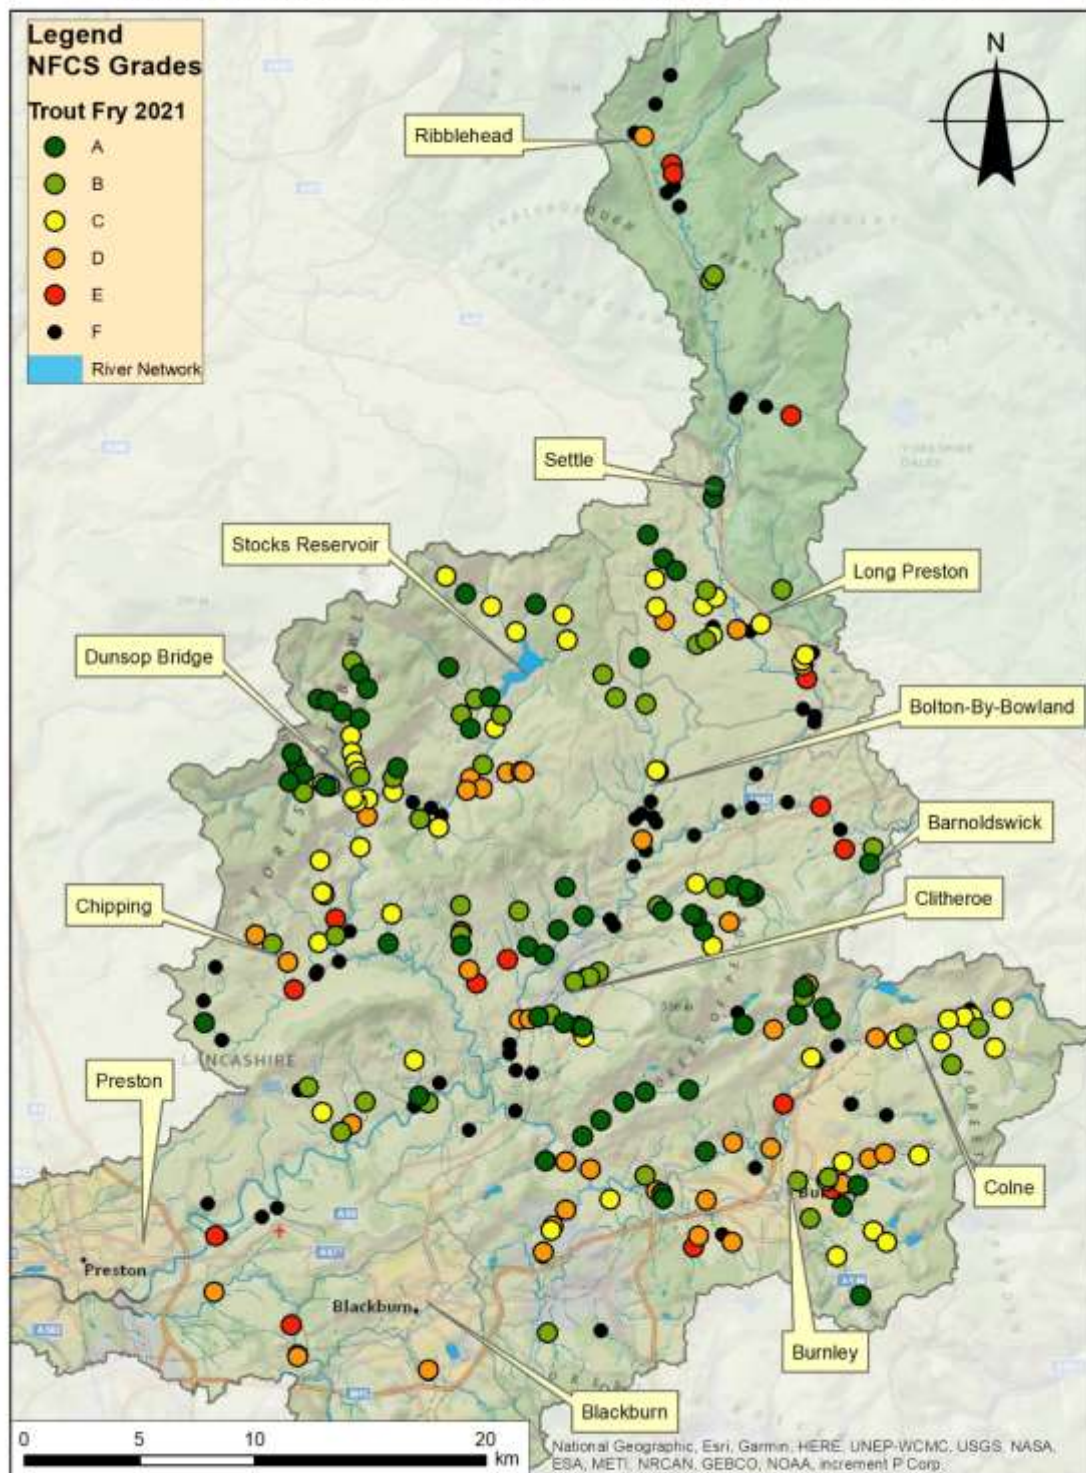 Legend
NFCS Grades
Trout Fry 2021
A
B
C
D
E
F
River Network
N
Ribblehead
Settle
Stocks Reservoir
Long Preston
Dunsop Bridge
Bolton-By-Bowland
Barnoldswick
Chipping
Clitheroe
LANCASHIRE
Preston
Colne
Preston
Blackburn
Burnley
Blackburn
0 5 10 20
km
National Geographic, Esri, Garmin, HERE, UNEP-WCMC, USGS, NASA,
ESA, METI, NRCAN, GEBCO, NOAA, increment P Corp.